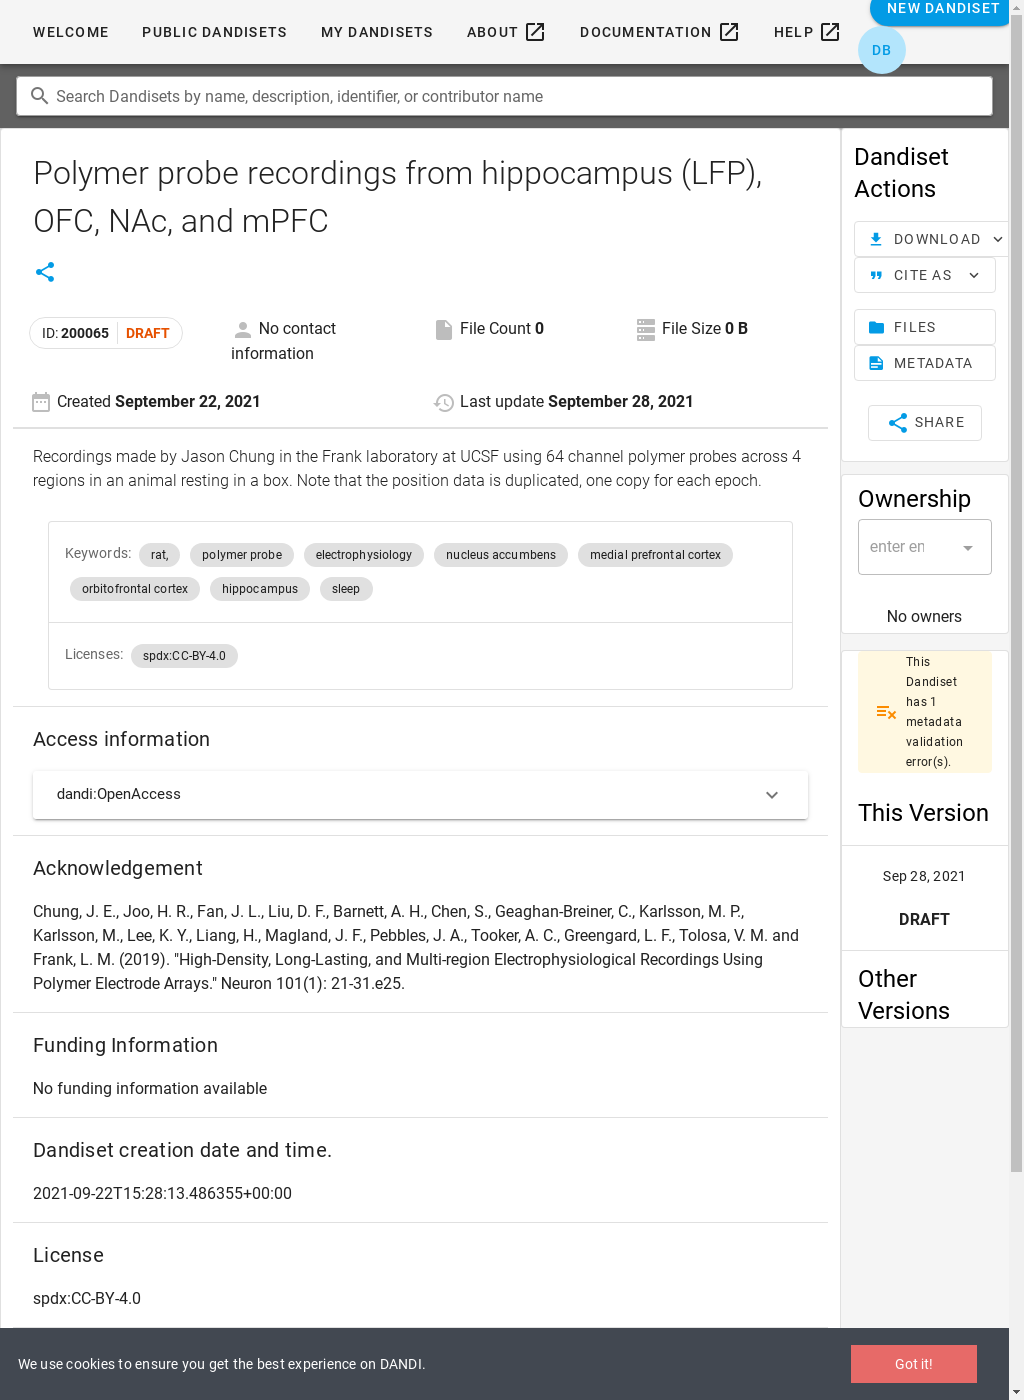 WELCOME
PUBLIC DANDISETS
MY DANDISETS
ABOUT
DOCUMENTATION
HELP
NEW DANDISET
DB
Search Dandisets by name, description, identifier, or contributor name
Polymer probe recordings from hippocampus (LFP),
OFC, NAc, and mPFC
ID: 200065 DRAFT
No contact
information
File Count 0
File Size 0 B
Created September 22, 2021
Last update September 28, 2021
Recordings made by Jason Chung in the Frank laboratory at UCSF using 64 channel polymer probes across 4
regions in an animal resting in a box. Note that the position data is duplicated, one copy for each epoch.
Keywords: rat, polymer probe electrophysiology nucleus accumbens medial prefrontal cortex
orbitofrontal cortex hippocampus sleep
Licenses: spdx:CC-BY-4.0
Access information
dandi:OpenAccess
Acknowledgement
Chung, J. E., Joo, H. R., Fan, J. L., Liu, D. F., Barnett, A. H., Chen, S., Geaghan-Breiner, C., Karlsson, M. P.,
Karlsson, M., Lee, K. Y., Liang, H., Magland, J. F., Pebbles, J. A., Tooker, A. C., Greengard, L. F., Tolosa, V. M. and
Frank, L. M. (2019). "High-Density, Long-Lasting, and Multi-region Electrophysiological Recordings Using
Polymer Electrode Arrays." Neuron 101(1): 21-31.e25.
Funding Information
No funding information available
Dandiset creation date and time.
2021-09-22T15:28:13.486355+00:00
License
spdx:CC-BY-4.0
Dandiset
Actions
DOWNLOAD
CITE AS
FILES
METADATA
SHARE
Ownership
enter en
No owners
This
Dandiset
has 1
metadata
validation
error(s).
This Version
Sep 28, 2021
DRAFT
Other
Versions
We use cookies to ensure you get the best experience on DANDI.
Got it!